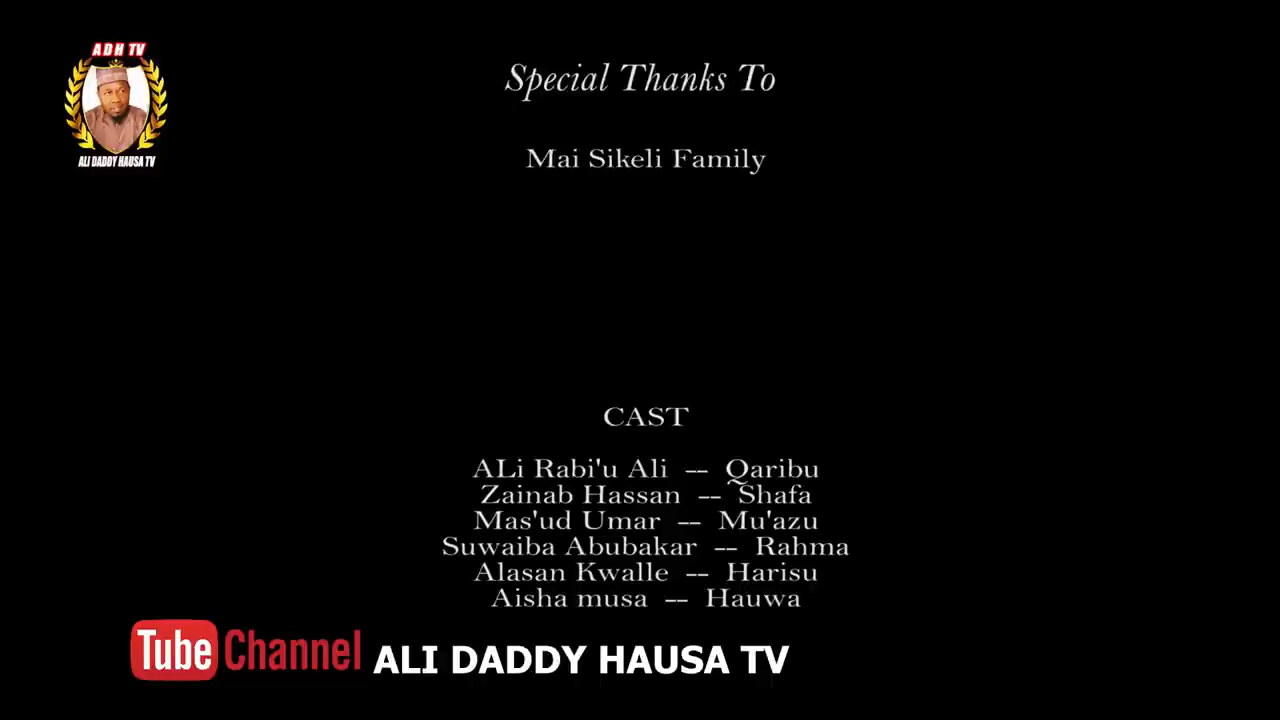 ADH TV
ALI DADDY HAUSA TV
Special Thanks To
Mai Sikeli Family
CAST
ALi Rabi'u Ali -- Qaribu
Zainab Hassan -- Shafa
Mas'ud Umar -- Mu'azu
Suwaiba Abubakar -- Rahma
Alasan Kwalle -- Harisu
Aisha musa -- Hauwa
Tube Channel ALI DADDY HAUSA TV